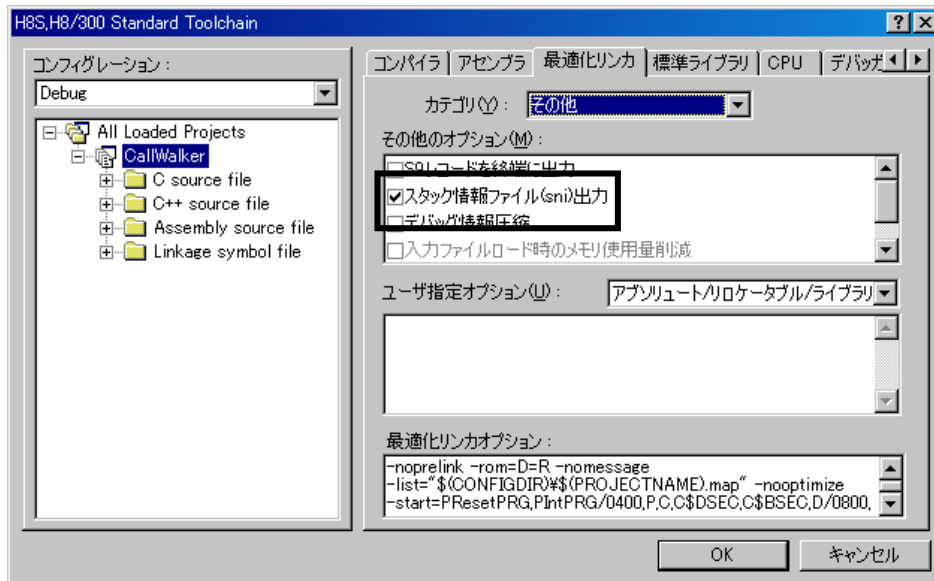 H8S,H8/300 Standard Toolchain
コンフィグレーション :
Debug
All Loaded Projects
CallWalker
C source file
C++ source file
Assembly source file
Linkage symbol file
コンパイラ アセンブラ 最適化リンカ 標準ライブラリ CPU デバッガ
カテゴリ(Y) : その他
その他のオプション(M) :
S9レコードを終端に出力
スタック情報ファイル(sni)出力
デバッグ情報圧縮
入力ファイルロード時のメモリ使用量削減
ユーザ指定オプション(U) : アブソリュート/リロケータブル/ライブラリ
最適化リンカオプション :
-noprelink -rom=D=R -nomessage
-list="$(CONFIGDIR)¥$(PROJECTNAME).map" -nooptimize
-start=PResetPRG,PIntPRG/0400,P,C,C$DSEC,C$BSEC,D/0800,
OK キャンセル